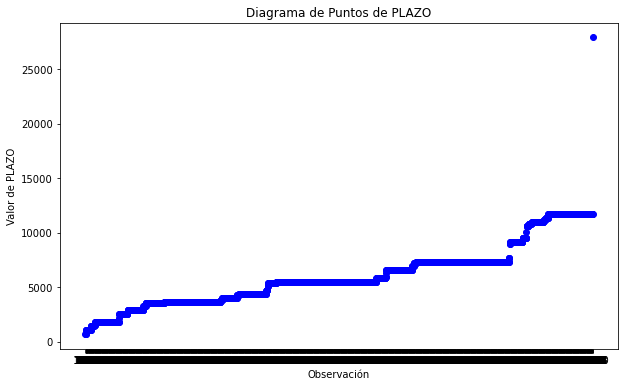 Diagrama de Puntos de PLAZO
Valor de PLAZO
25000
20000
15000
10000
5000
0
Observación